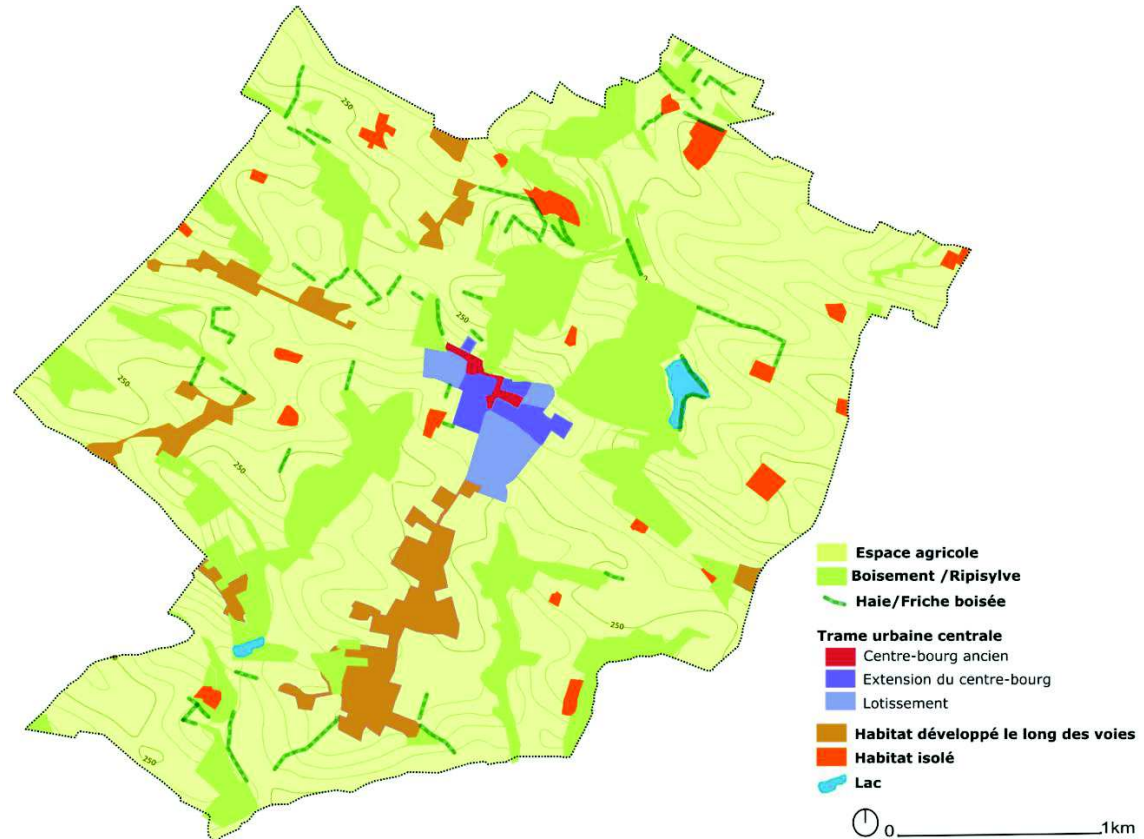 250
250
250
250
250
250
250
Espace agricole
Boisement /Ripisylve
Haie/Friche boisée
Trame urbaine centrale
Centre-bourg ancien
Extension du centre-bourg
Lotissement
Habitat développé le long des voies
Habitat isolé
Lac
0 1km